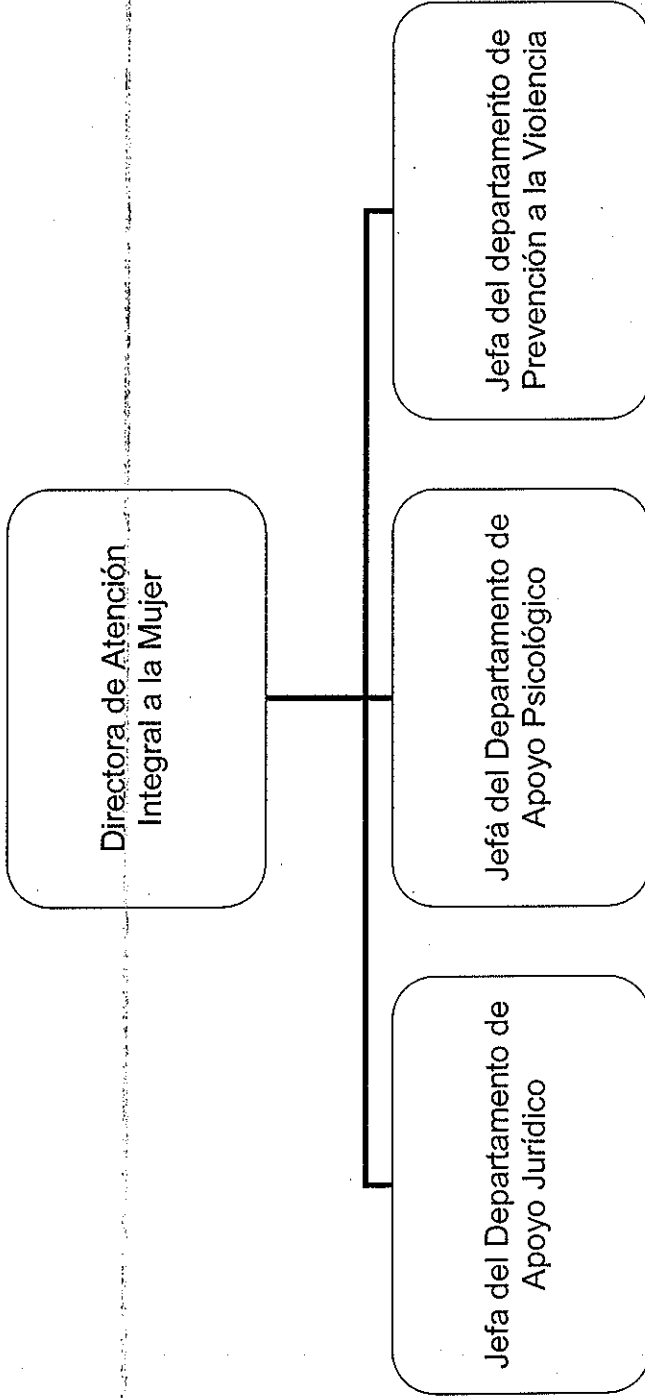 Directora de Atención
Integral a la Mujer
Jefa del Departamento de
Apoyo Jurídico
Jefa del Departamento de
Apoyo Psicológico
Jefa del departamento de
Prevención a la Violencia